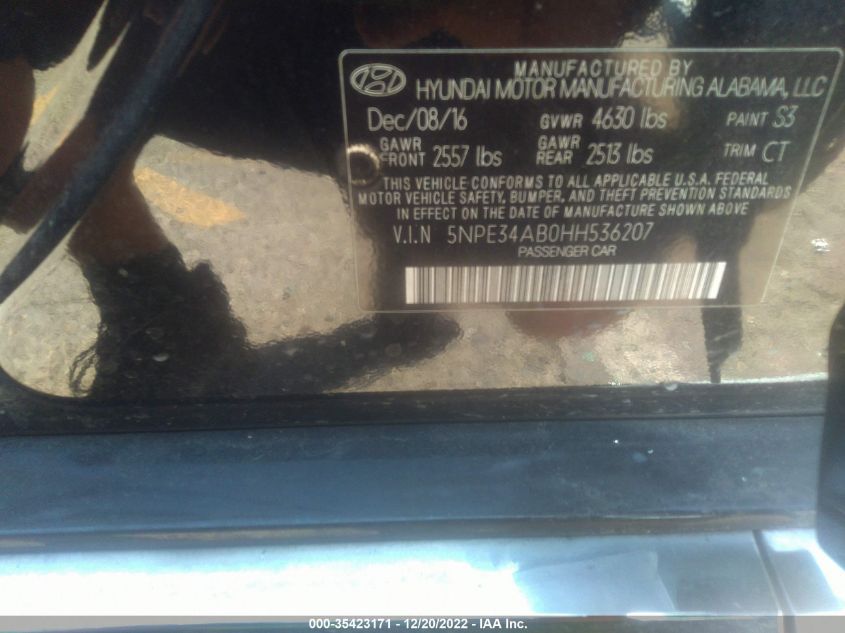 MANUFACTURED BY
HYUNDAI MOTOR MANUFACTURING ALABAMA, LLC
Dec/08/16 GVWR 4630 lbs PAINT S3
GAWR FRONT 2557 lbs GAWR REAR 2513 lbs TRIM CT
THIS VEHICLE CONFORMS TO ALL APPLICABLE U.S.A. FEDERAL
MOTOR VEHICLE SAFETY, BUMPER, AND THEFT PREVENTION STANDARDS
IN EFFECT ON THE DATE OF MANUFACTURE SHOWN ABOVE
V.I.N 5NPE34AB0HH536207
PASSENGER CAR
000-35423171 - 12/20/2022 - IAA Inc.